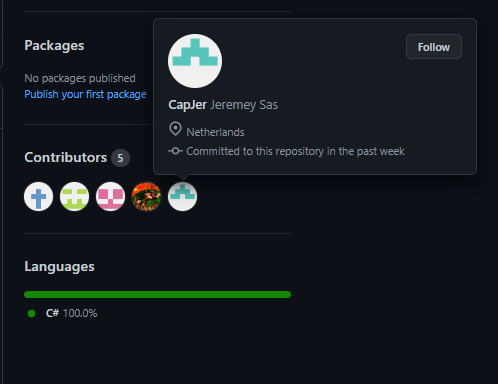 Packages
No packages published
Publish your first package
Contributors 5
Follow
CapJer Jeremey Sas
Netherlands
Committed to this repository in the past week
Languages
C# 100.0%